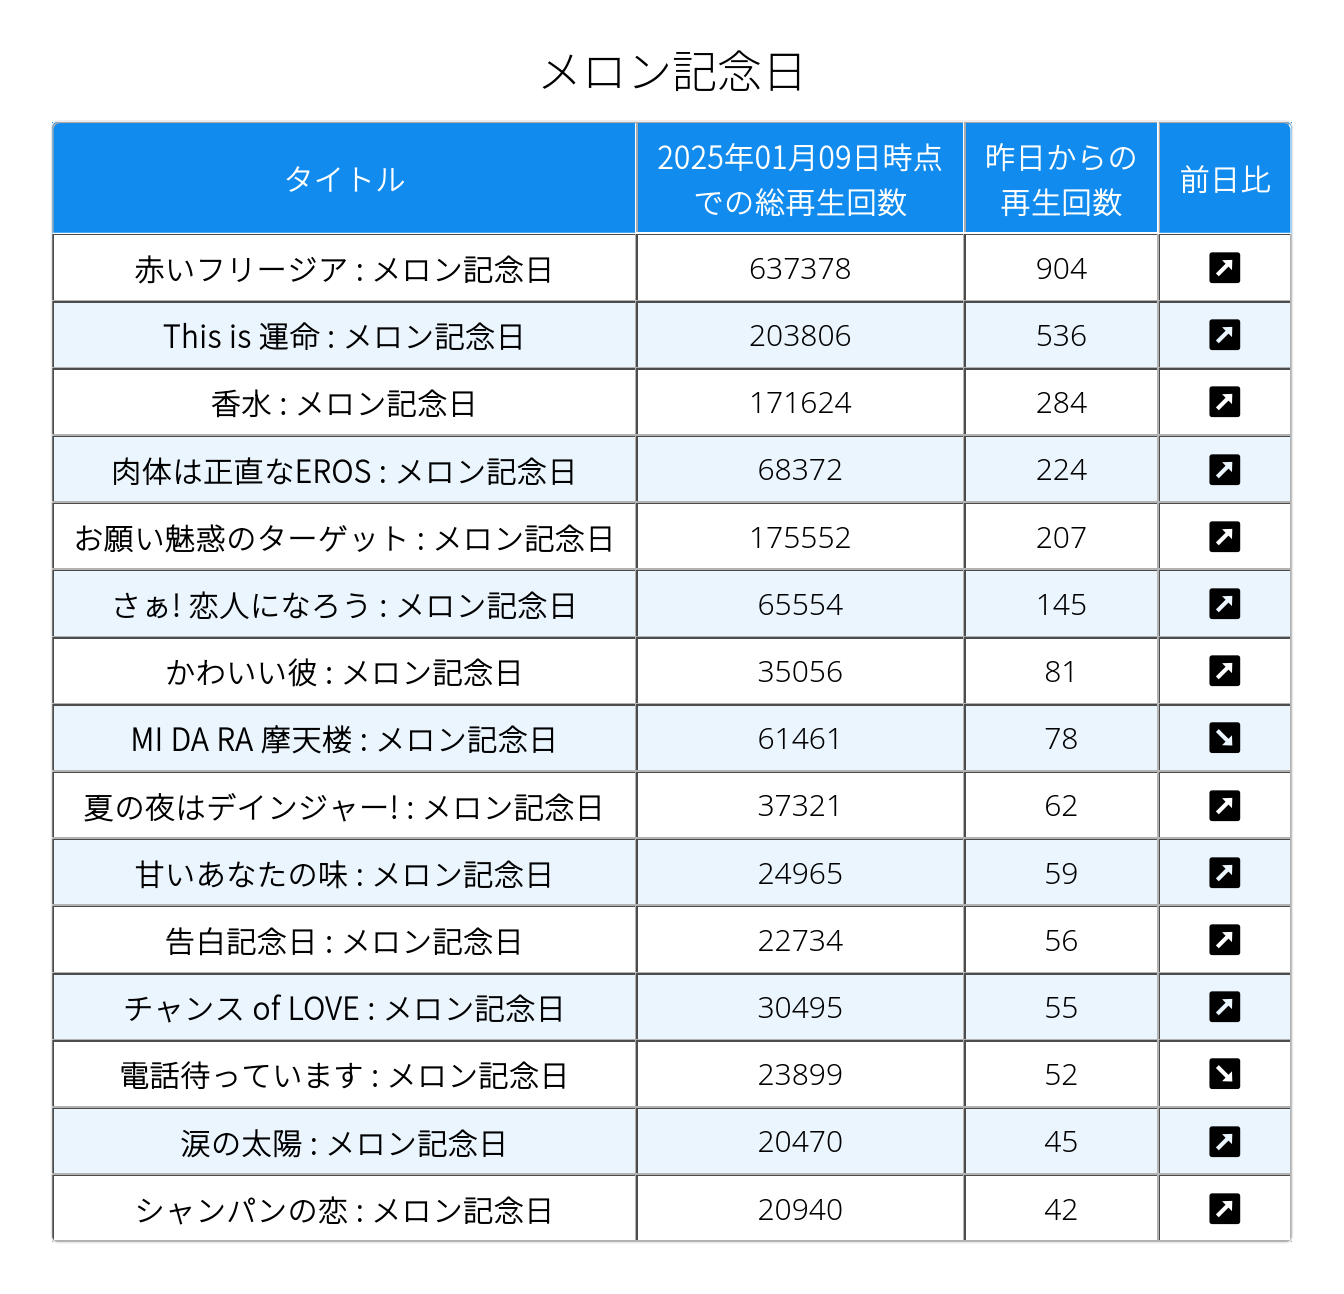 メロン記念日
タイトル 2025年01月09日時点での総再生回数 昨日からの再生回数 前日比
赤いフリージア : メロン記念日 637378 904 ↗
This is 運命 : メロン記念日 203806 536 ↗
香水 : メロン記念日 171624 284 ↗
肉体は正直なEROS : メロン記念日 68372 224 ↗
お願い魅惑のターゲット : メロン記念日 175552 207 ↗
さぁ! 恋人になろう : メロン記念日 65554 145 ↗
かわいい彼 : メロン記念日 35056 81 ↗
MI DA RA 摩天楼 : メロン記念日 61461 78 ↘
夏の夜はデインジャー! : メロン記念日 37321 62 ↗
甘いあなたの味 : メロン記念日 24965 59 ↗
告白記念日 : メロン記念日 22734 56 ↗
チャンス of LOVE : メロン記念日 30495 55 ↗
電話待っています : メロン記念日 23899 52 ↘
涙の太陽 : メロン記念日 20470 45 ↗
シャンパンの恋 : メロン記念日 20940 42 ↗